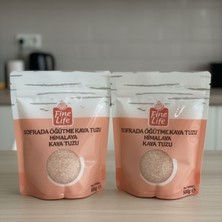 Fine
Life
SOFRADA ÖĞÜTME KAYA TUZU
HİMALAYA
KAYA TUZU
Fine
Life
SOFRADA ÖĞÜTME KAYA TUZU
HİMALAYA
KAYA TUZU